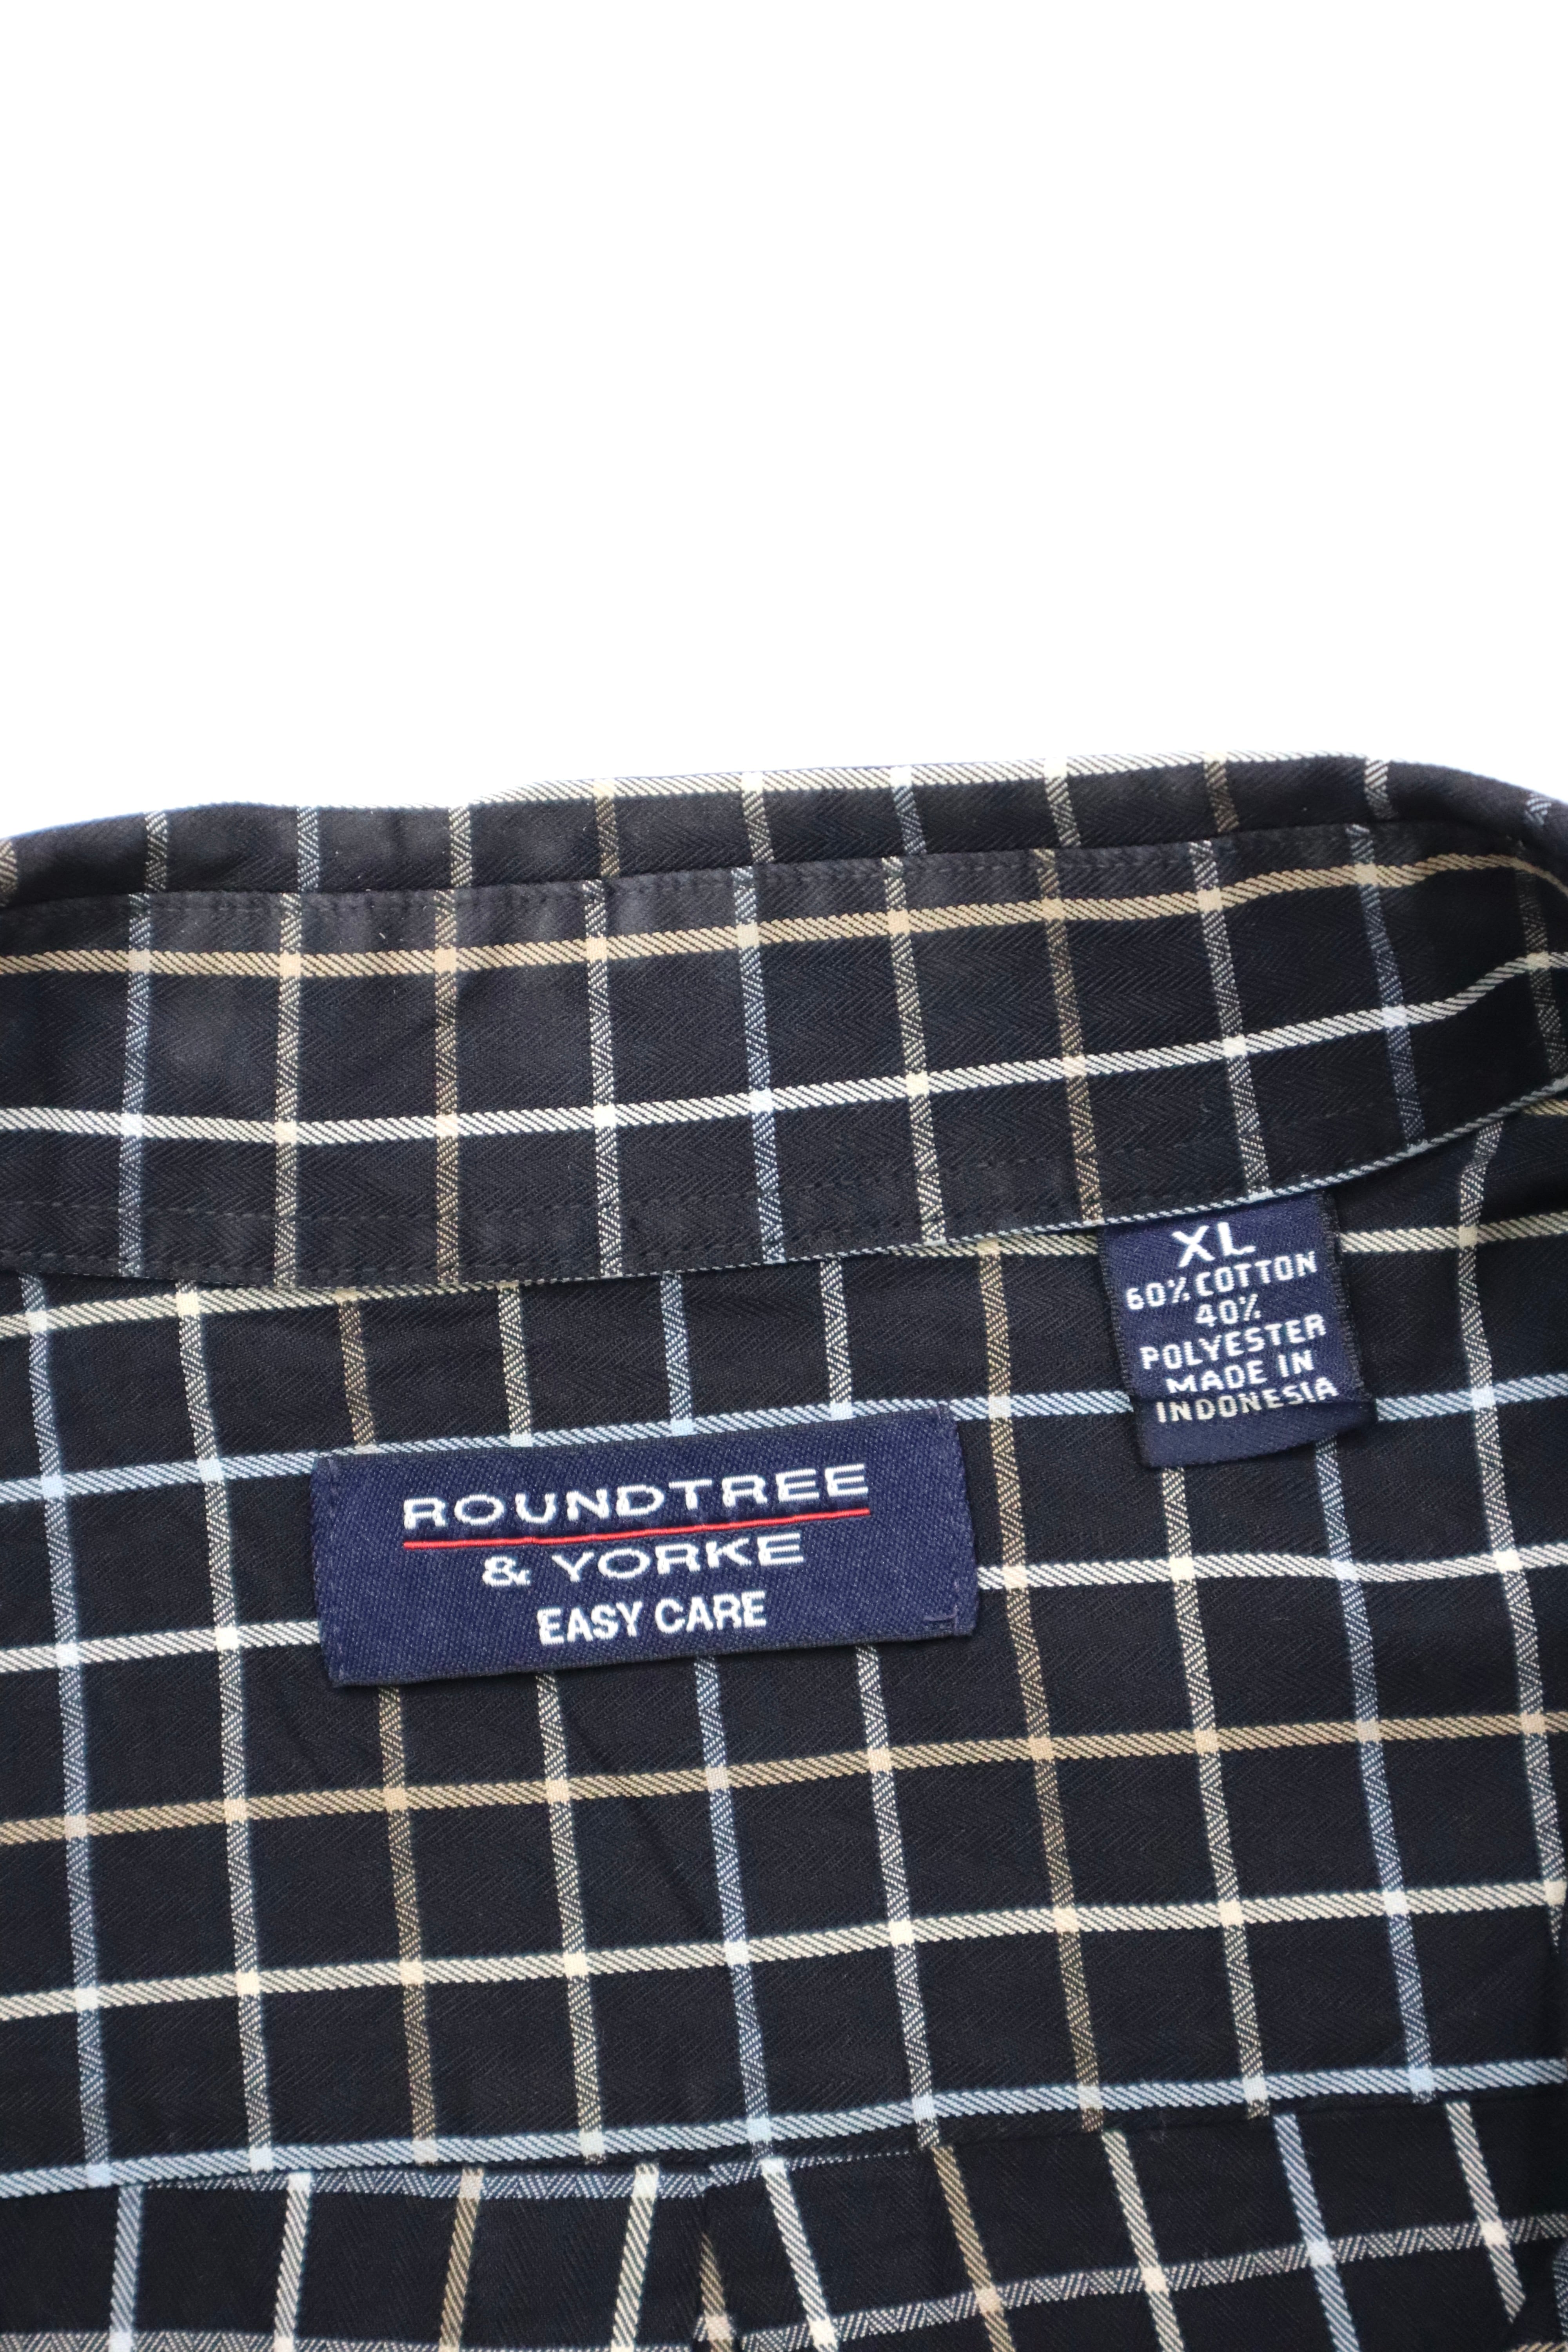 XL
60% COTTON
40%
POLYESTER
MADE IN
INDONESIA
ROUNDTREE
& YORKE
EASY CARE